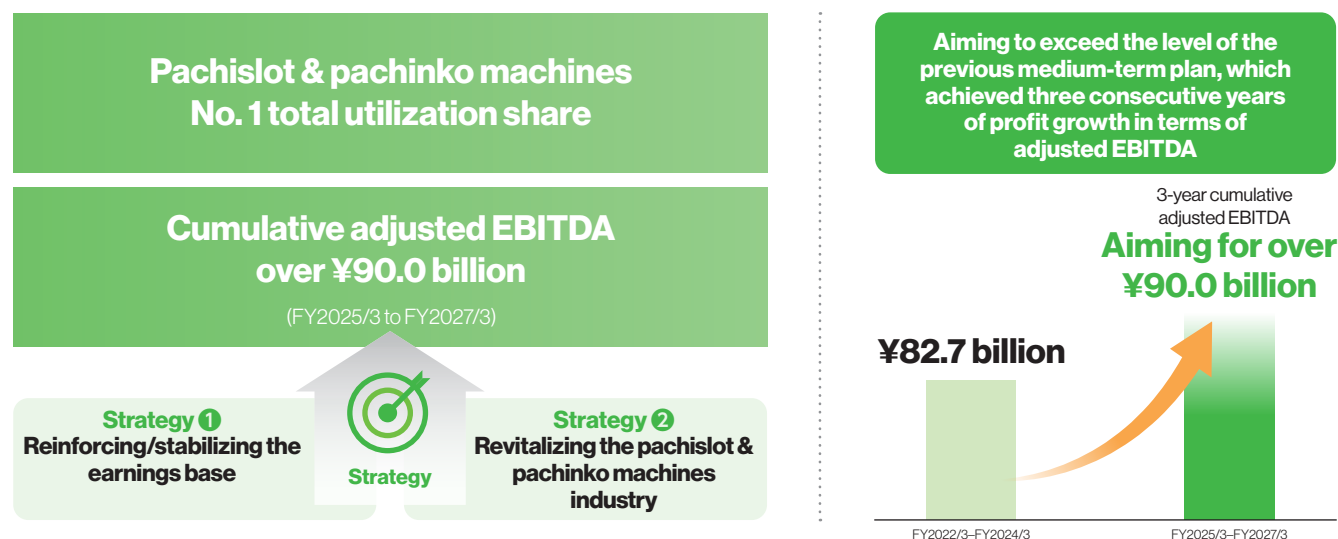 Pachislot & pachinko machines
No. 1 total utilization share
Cumulative adjusted EBITDA
over ¥90.0 billion
(FY2025/3 to FY2027/3)
Strategy 1
Reinforcing/stabilizing the
earnings base
Strategy
Strategy 2
Revitalizing the pachislot &
pachinko machines
industry
Aiming to exceed the level of the
previous medium-term plan, which
achieved three consecutive years
of profit growth in terms of
adjusted EBITDA
3-year cumulative
adjusted EBITDA
Aiming for over
¥90.0 billion
¥82.7 billion
FY2022/3–FY2024/3
FY2025/3–FY2027/3